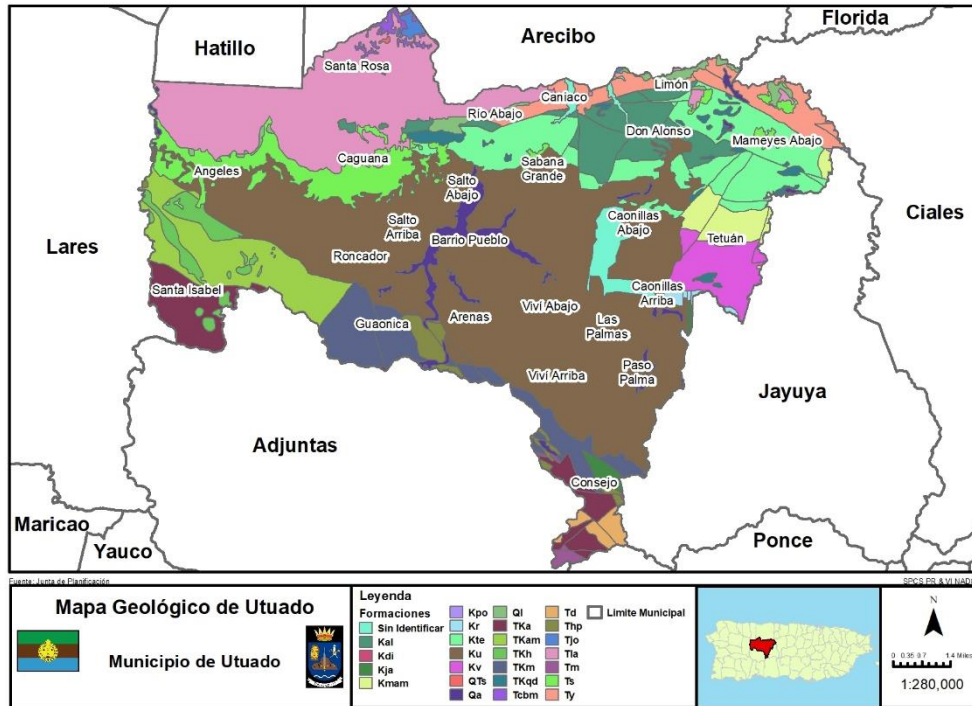 Florida
Hatillo
Arecibo
Santa Rosa
Limón
Caniaco
Río Abajo
Don Alonso
Mameyes Abajo
Caguana
Sabana
Grande
Angeles
Salto
Abajo
Ciales
Salto
Arriba
Caonillas
Abajo
Barrio Pueblo
Tetuán
Lares
Roncador
Caonillas
Arriba
Santa Isabel
Viví Abajo
Guaonica
Arenas
Las
Palmas
Viví Arriba
Paso
Palma
Jayuya
Adjuntas
Consejo
Maricao
Ponce
Yauco
Fuente: Junta de Planificación
SPCS PR & VI NAD
Mapa Geológico de Utuado
Municipio de Utuado
Leyenda
Formaciones
Sin Identificar
Kal
Kdi
Kja
Kmam
Kpo
Kr
Kte
Ku
Kv
QTs
Qa
Ql
TKa
TKam
TKh
TKm
TKqd
Tcbm
Td
Thp
Tjo
Tla
Tm
Ts
Ty
Limite Municipal
N
0 0.35 0.7 1.4 Miles
1:280,000